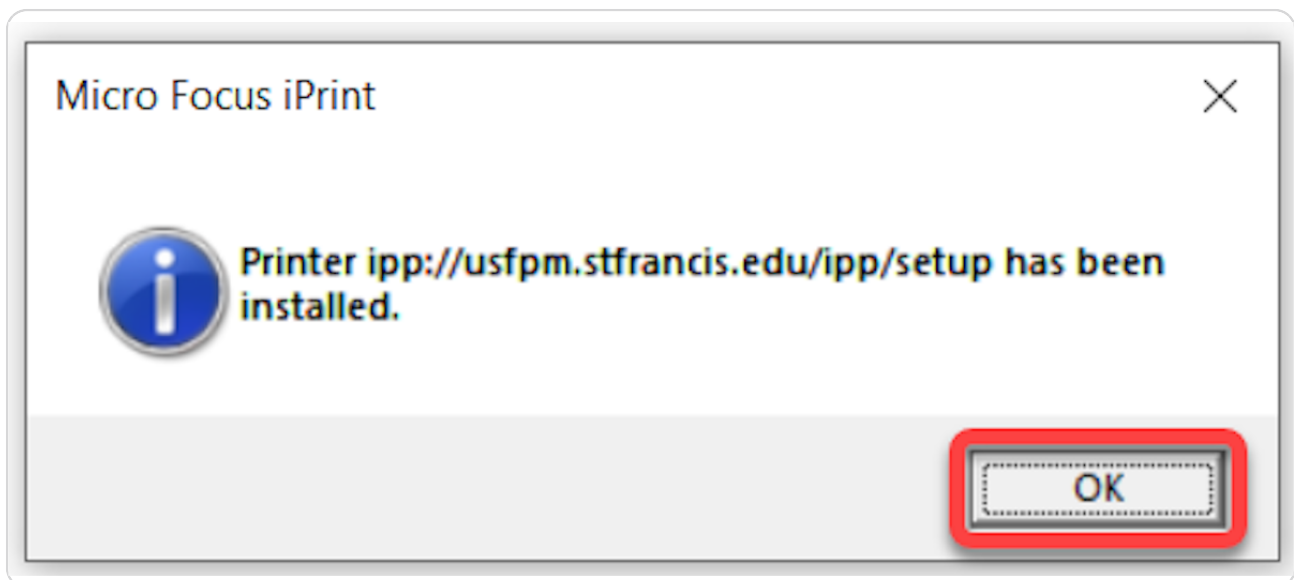 Micro Focus iPrint
Printer ipp://usfpm.stfrancis.edu/ipp/setup has been
installed.
OK